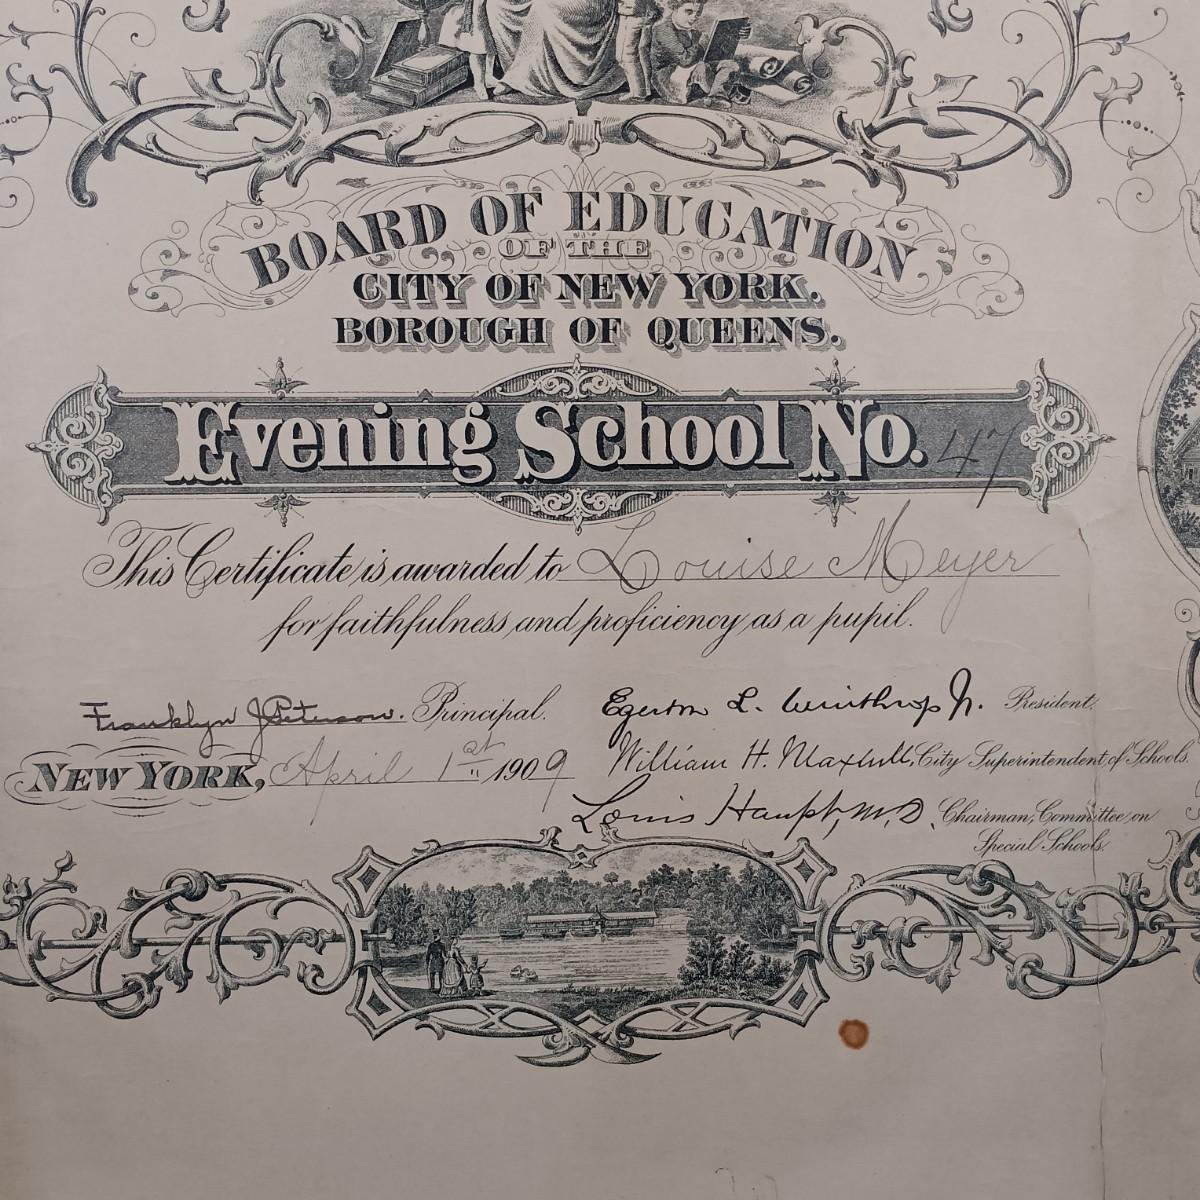 BOARD OF EDUCATION
OF THE
CITY OF NEW YORK.
BOROUGH OF QUEENS.
Evening School No. 47
This Certificate is awarded to Louise Meyer
for faithfulness and proficiency as a pupil.
Franklyn J. Peterson. Principal.
Egerton L. Winthrop Jr. President.
NEW YORK, April 1st 1909
William H. Maxwell, City Superintendent of Schools.
Louis Haupt, M.D. Chairman, Committee on
Special Schools.